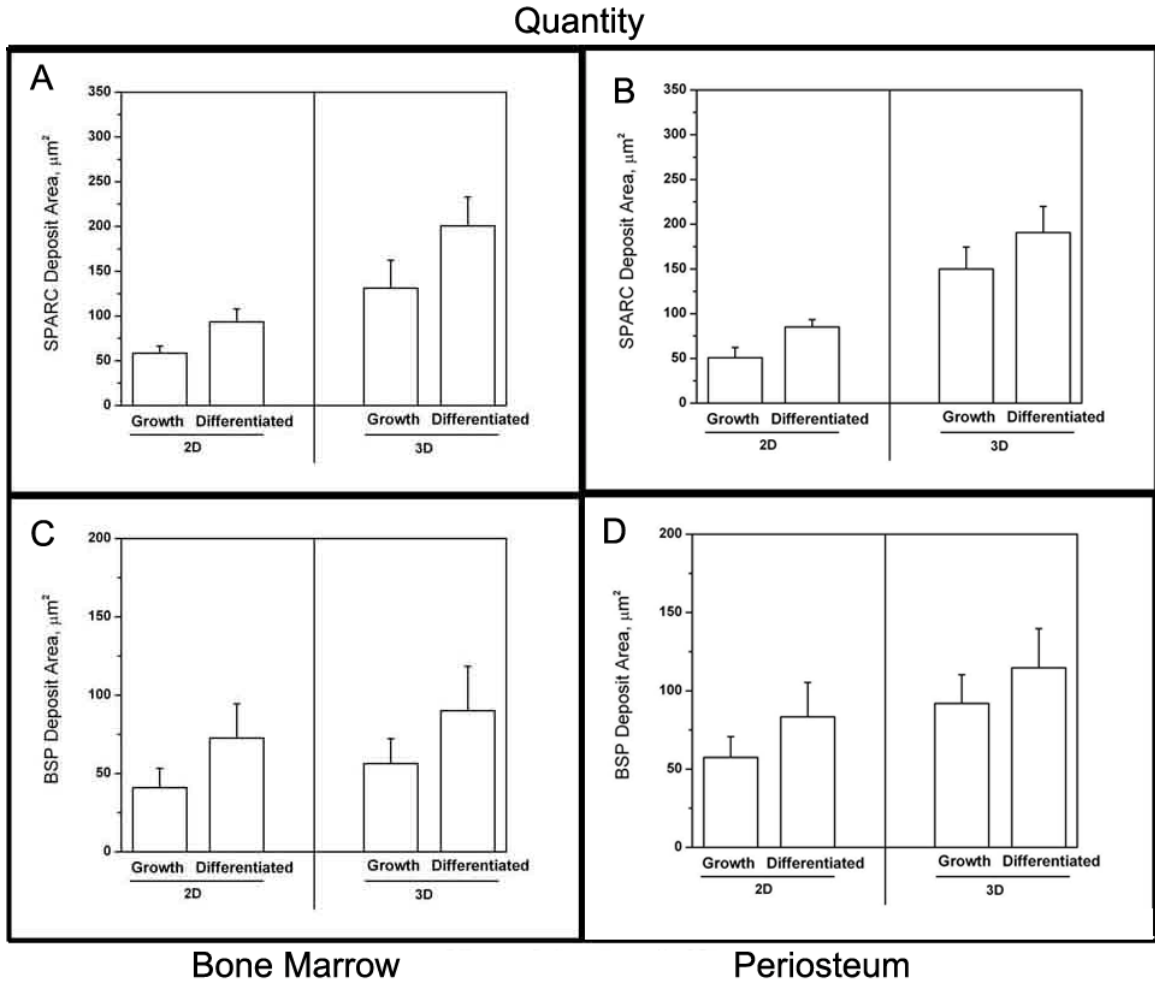 Quantity
A
SPARC Deposit Area, μm²
350
300
250
200
150
100
50
0
Growth Differentiated
2D
Growth Differentiated
3D
B
SPARC Deposit Area, μm²
350
300
250
200
150
100
50
0
Growth Differentiated
2D
Growth Differentiated
3D
C
BSP Deposit Area, μm²
200
150
100
50
0
Growth Differentiated
2D
Growth Differentiated
3D
D
BSP Deposit Area, μm²
200
150
100
50
0
Growth Differentiated
2D
Growth Differentiated
3D
Bone Marrow
Periosteum